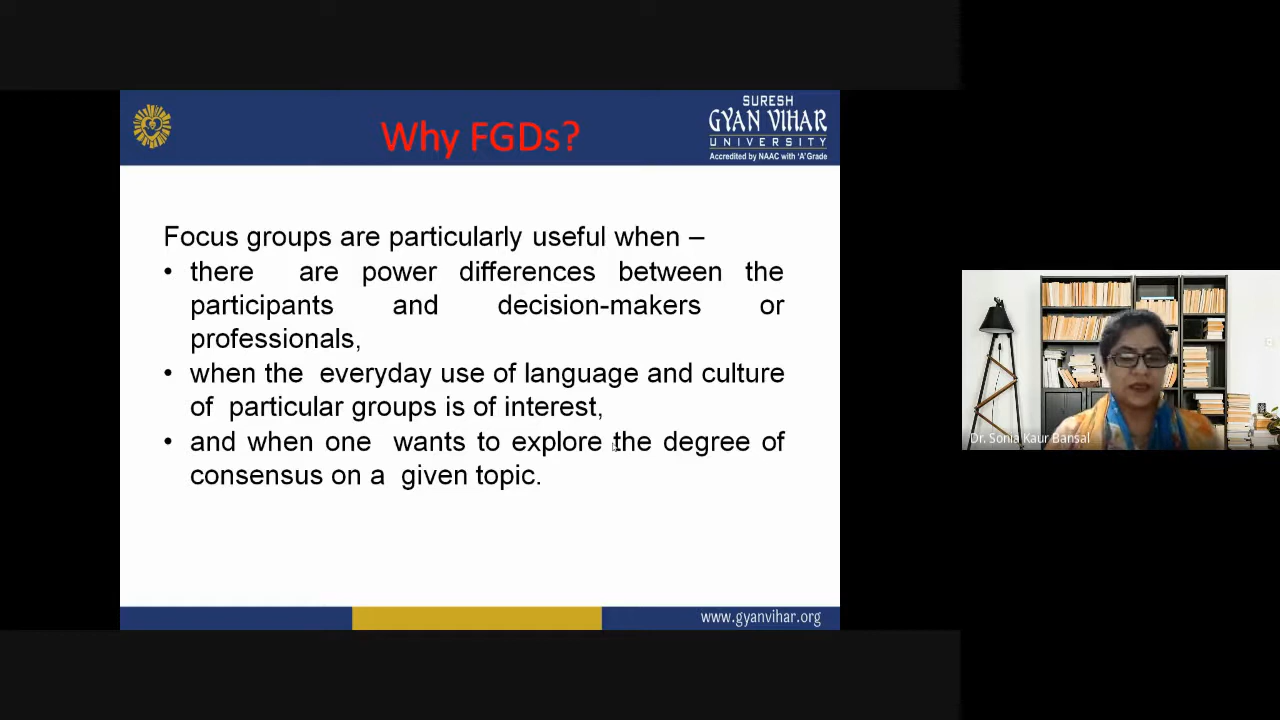 Why FGDs?
SURESH
GYAN VIHAR
UNIVERSITY
Accredited by NAAC with 'A' Grade
Focus groups are particularly useful when –
• there are power differences between the
participants and decision-makers or
professionals,
• when the everyday use of language and culture
of particular groups is of interest,
• and when one wants to explore the degree of
consensus on a given topic.
www.gyanvihar.org
Dr. Sonia Kaur Bansal